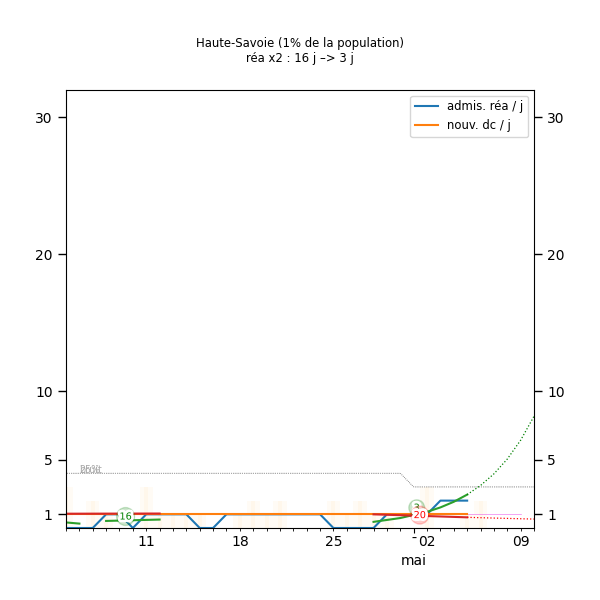 Haute-Savoie (1% de la population)
réa x2 : 16 j –> 3 j
admis. réa / j
nouv. dc / j
30 30
20 20
10 10
5 5
1 1
16
3
20
11 18 25 02 09
mai